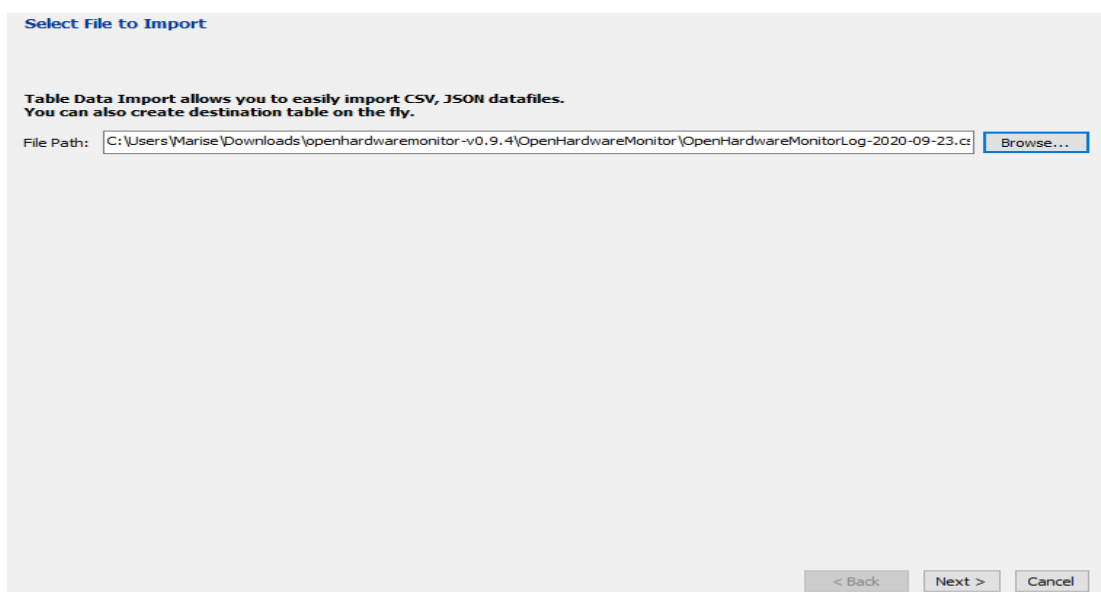 Select File to Import
Table Data Import allows you to easily import CSV, JSON datafiles.
You can also create destination table on the fly.
File Path: C:\Users\Marise\Downloads\openhardwaremonitor-v0.9.4\OpenHardwareMonitor\OpenHardwareMonitorLog-2020-09-23.cs Browse...
< Back Next > Cancel